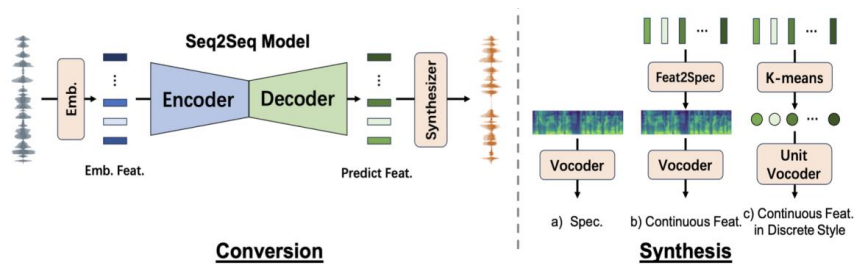 Seq2Seq Model
Emb.
Encoder
Decoder
Synthesizer
Emb. Feat.
Predict Feat.
Conversion
Feat2Spec
K-means
Vocoder
Vocoder
Unit
Vocoder
a) Spec.
b) Continuous Feat.
c) Continuous Feat.
in Discrete Style
Synthesis